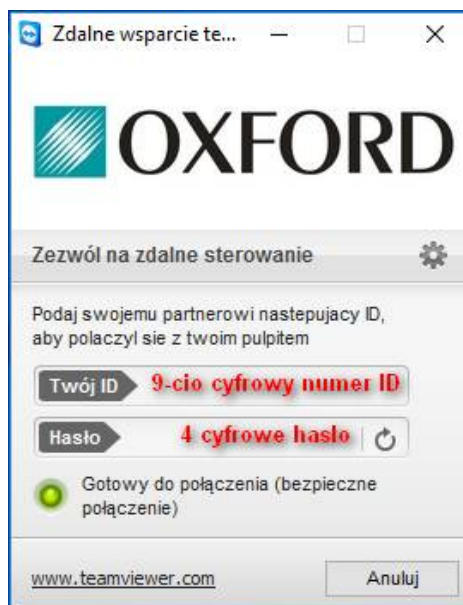 Zdalne wsparcie te...
OXFORD
Zezwól na zdalne sterowanie
Podaj swojemu partnerowi nastepujacy ID,
aby polaczyl sie z twoim pulpitem
Twój ID 9-cio cyfrowy numer ID
Hasło 4 cyfrowe hasło
Gotowy do połączenia (bezpieczne
połączenie)
www.teamviewer.com Anuluj